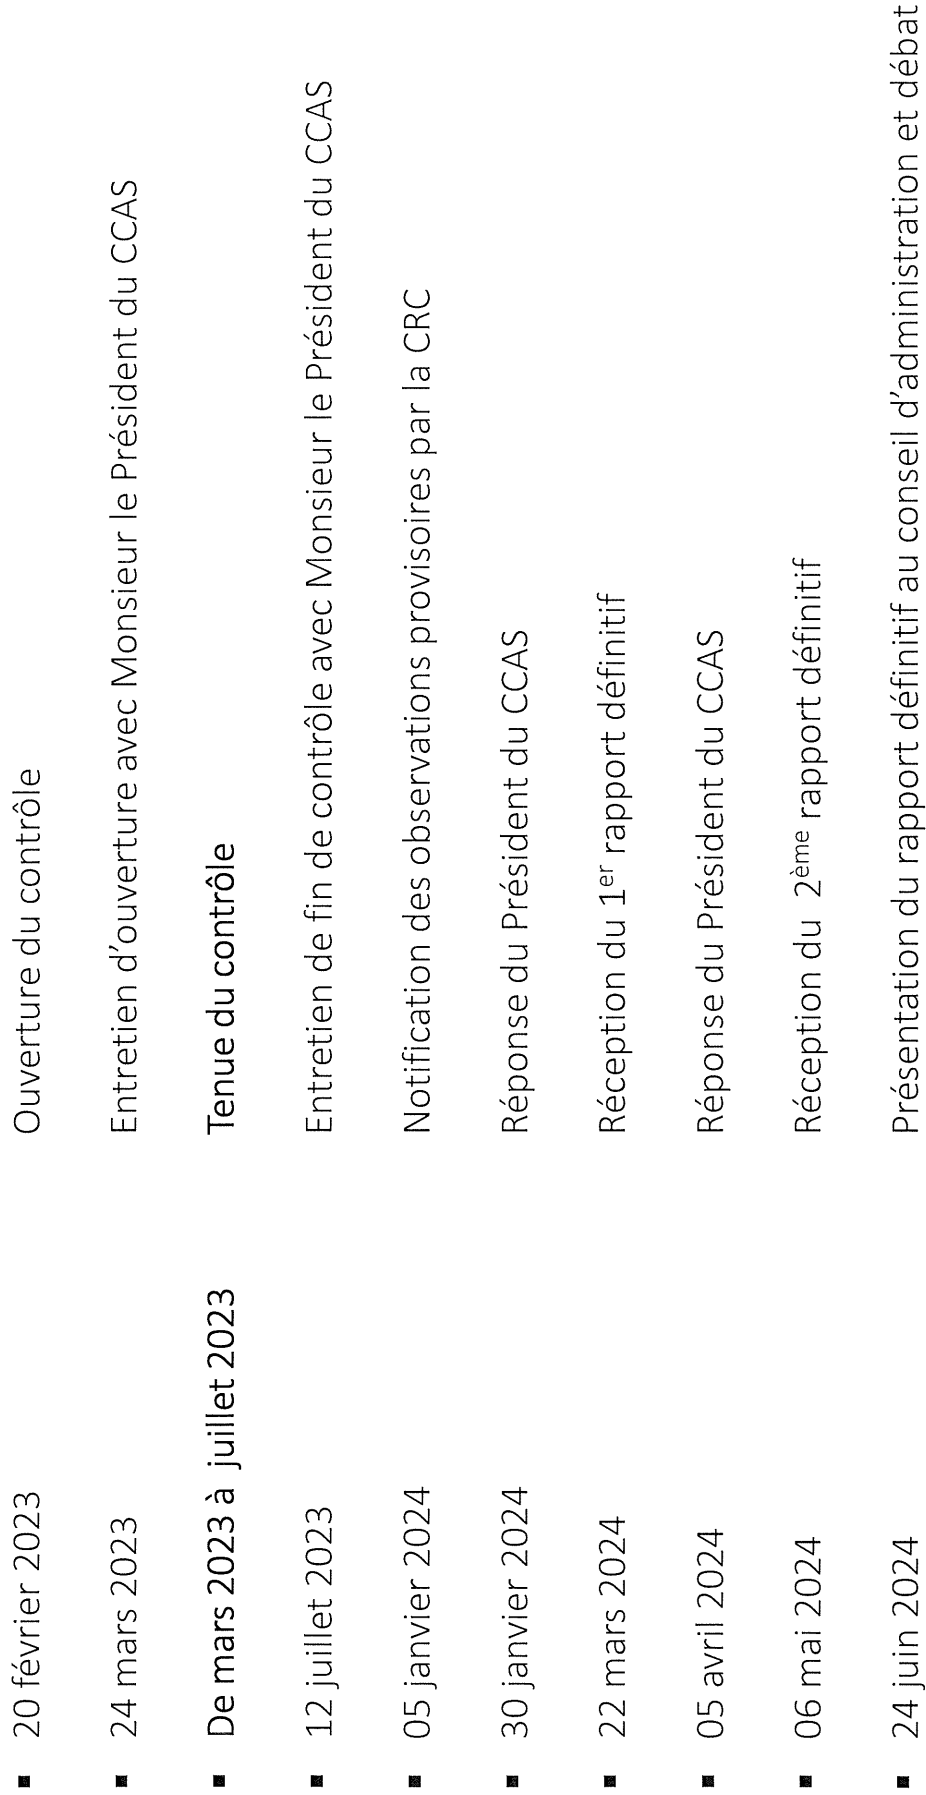 ▪ 20 février 2023 Ouverture du contrôle
▪ 24 mars 2023 Entretien d’ouverture avec Monsieur le Président du CCAS
▪ De mars 2023 à juillet 2023 Tenue du contrôle
▪ 12 juillet 2023 Entretien de fin de contrôle avec Monsieur le Président du CCAS
▪ 05 janvier 2024 Notification des observations provisoires par la CRC
▪ 30 janvier 2024 Réponse du Président du CCAS
▪ 22 mars 2024 Réception du 1er rapport définitif
▪ 05 avril 2024 Réponse du Président du CCAS
▪ 06 mai 2024 Réception du 2ème rapport définitif
▪ 24 juin 2024 Présentation du rapport définitif au conseil d’administration et débat